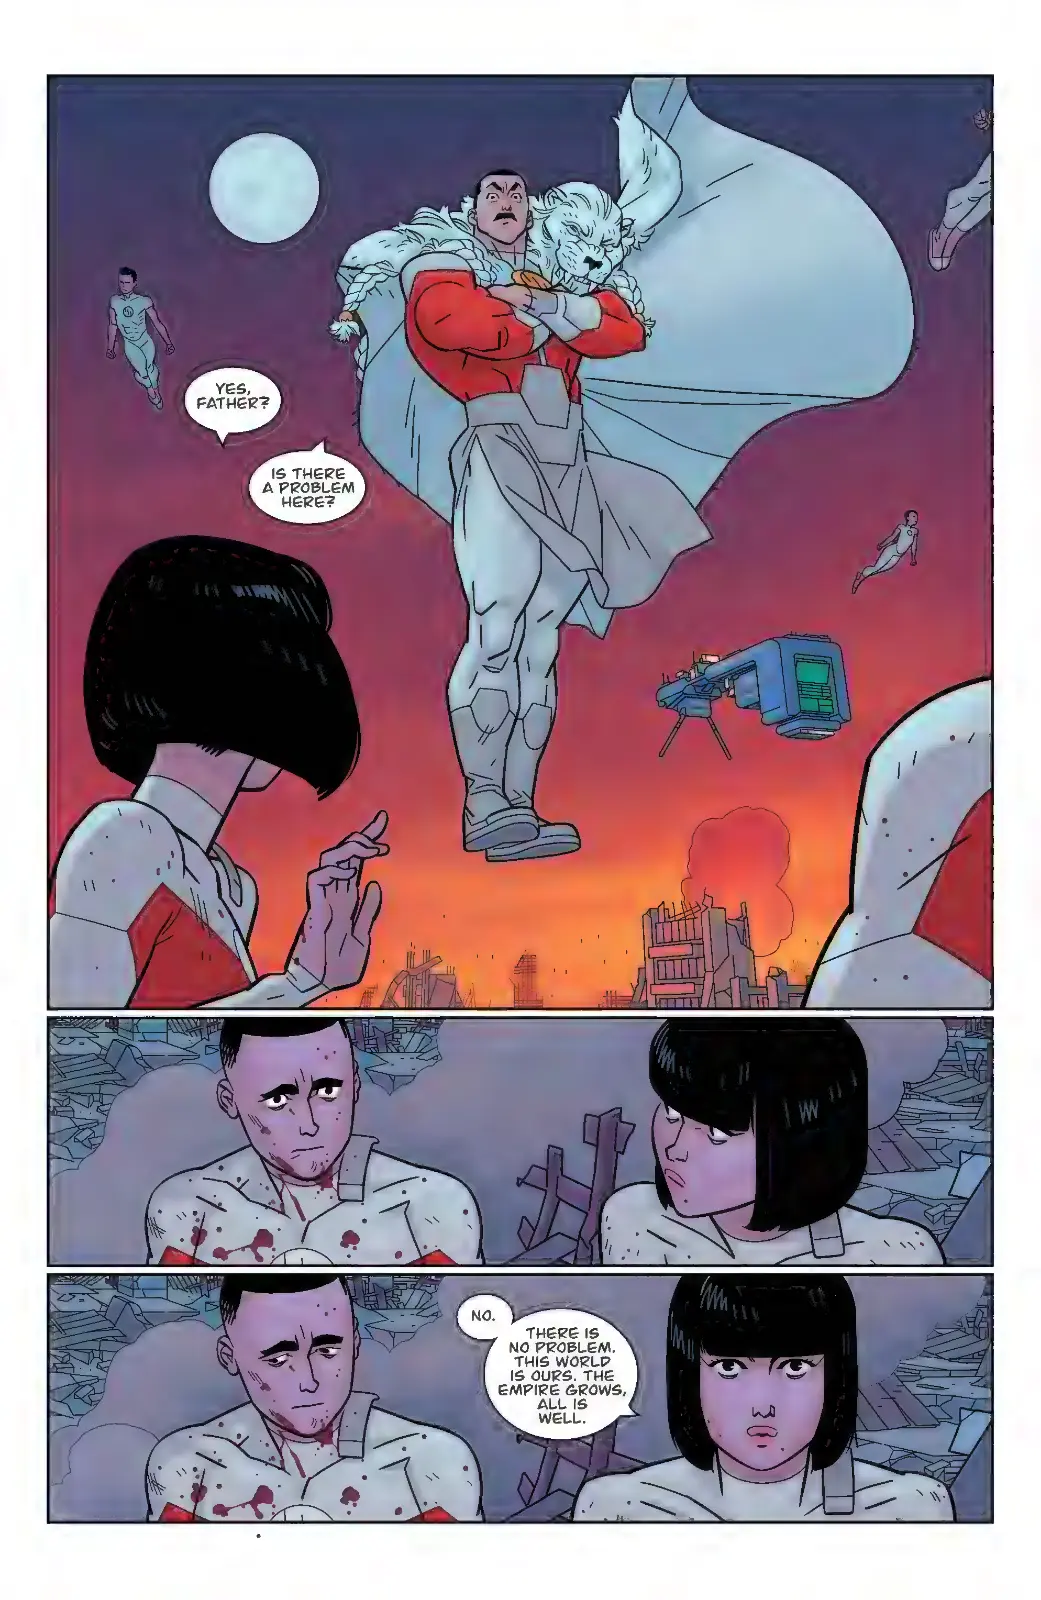 YES,
FATHER?
IS THERE
A PROBLEM
HERE?
NO.
THERE IS
NO PROBLEM.
THIS WORLD
IS OURS. THE
EMPIRE GROWS,
ALL IS
WELL.